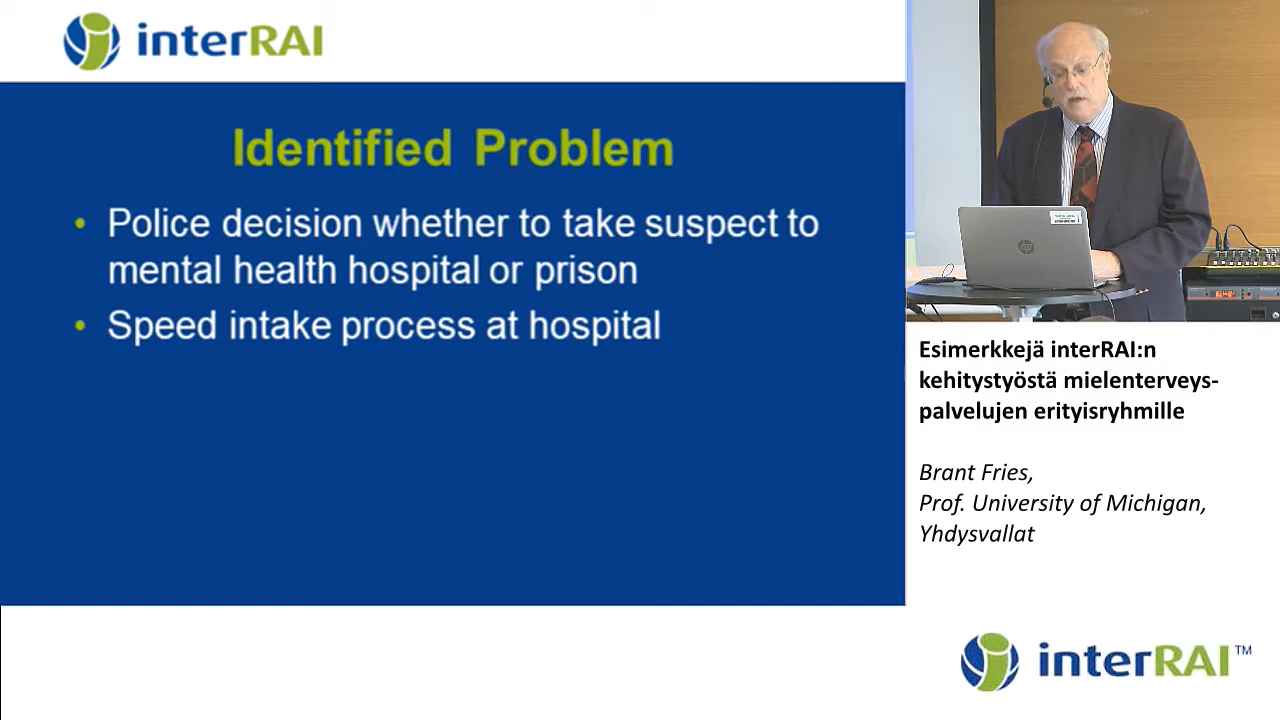 interRAI
Identified Problem
• Police decision whether to take suspect to
mental health hospital or prison
• Speed intake process at hospital
Esimerkkejä interRAI:n
kehitystyöstä mielenterveys-
palvelujen erityisryhmille
Brant Fries,
Prof. University of Michigan,
Yhdysvallat
interRAI™